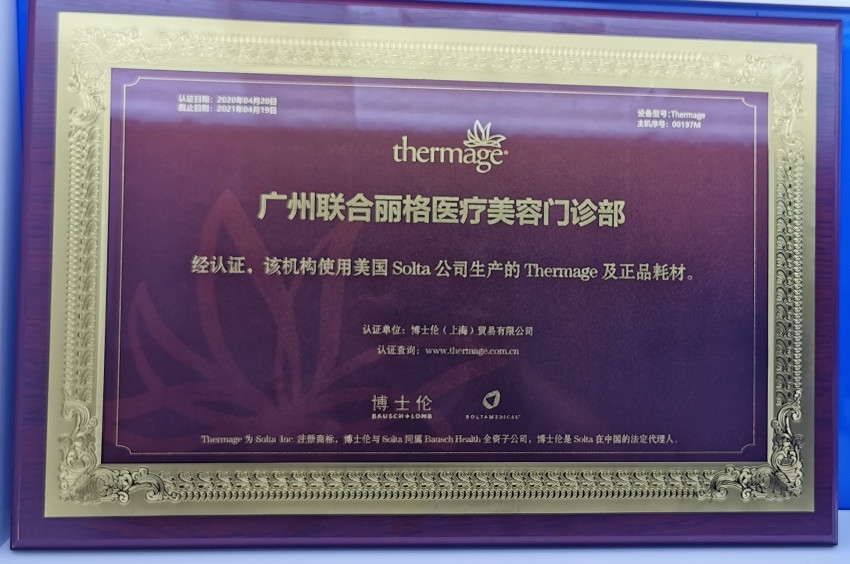 认证日期：2020年04月20日
截止日期：2021年04月19日
设备型号:Thermage
主机序号：00197M
thermage®
广州联合丽格医疗美容门诊部
经认证，该机构使用美国 Solta 公司生产的 Thermage 及正品耗材。
认证单位：博士伦（上海）贸易有限公司
认证查询：www.thermage.com.cn
博士伦
BAUSCH+LOMB
SOLTAMEDICAL®
Thermage 为 Solta Inc. 注册商标，博士伦与 Solta 同属 Bausch Health 全资子公司，博士伦是 Solta 在中国的法定代理人。